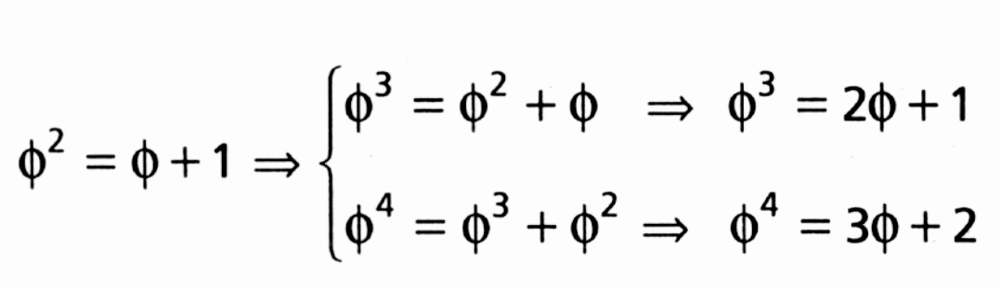 ϕ³ = ϕ² + ϕ ⇒ ϕ³ = 2ϕ + 1
ϕ² = ϕ + 1 ⇒ {
ϕ⁴ = ϕ³ + ϕ² ⇒ ϕ⁴ = 3ϕ + 2